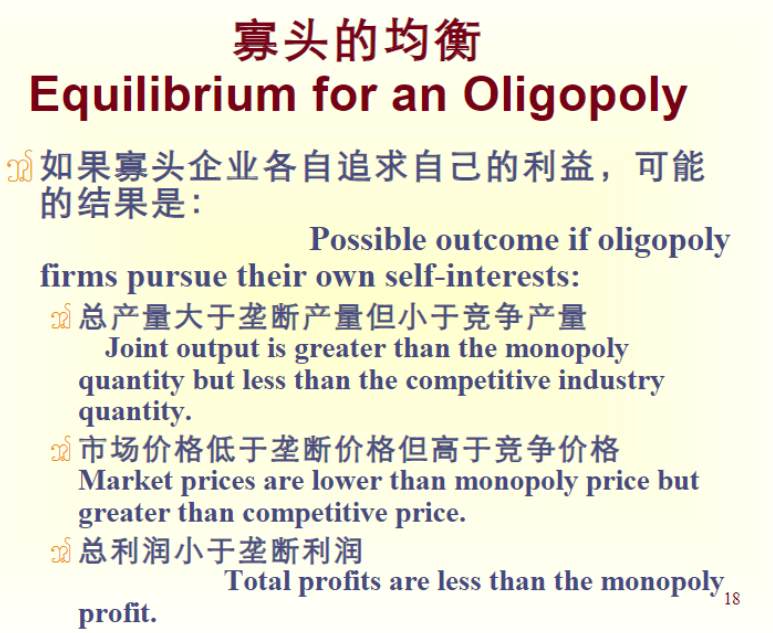 寡头的均衡
Equilibrium for an Oligopoly
如果寡头企业各自追求自己的利益，可能
的结果是：
Possible outcome if oligopoly
firms pursue their own self-interests:
总产量大于垄断产量但小于竞争产量
Joint output is greater than the monopoly
quantity but less than the competitive industry
quantity.
市场价格低于垄断价格但高于竞争价格
Market prices are lower than monopoly price but
greater than competitive price.
总利润小于垄断利润
Total profits are less than the monopoly
profit.
18